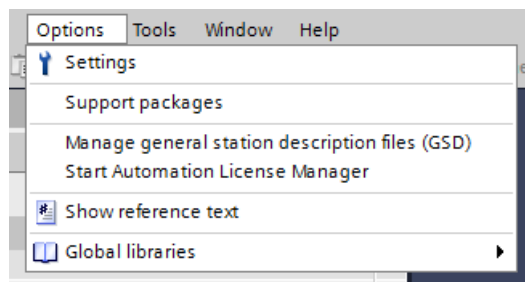 Options Tools Window Help
Settings
Support packages
Manage general station description files (GSD)
Start Automation License Manager
Show reference text
Global libraries